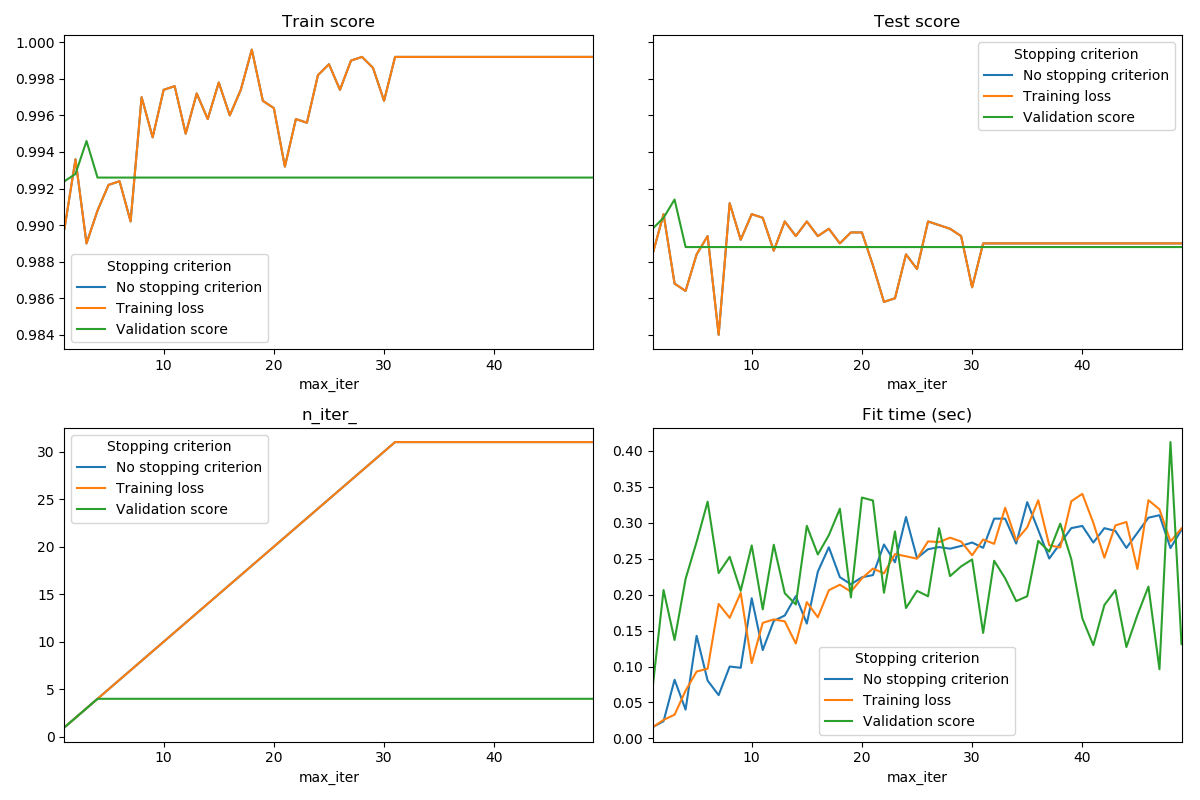 Train score
1.000
0.998
0.996
0.994
0.992
0.990
0.988
0.986
0.984
Stopping criterion
No stopping criterion
Training loss
Validation score
10
20
30
40
max_iter
Test score
Stopping criterion
No stopping criterion
Training loss
Validation score
10
20
30
40
max_iter
n_iter_
30
25
20
15
10
5
0
Stopping criterion
No stopping criterion
Training loss
Validation score
10
20
30
40
max_iter
Fit time (sec)
0.40
0.35
0.30
0.25
0.20
0.15
0.10
0.05
0.00
Stopping criterion
No stopping criterion
Training loss
Validation score
10
20
30
40
max_iter